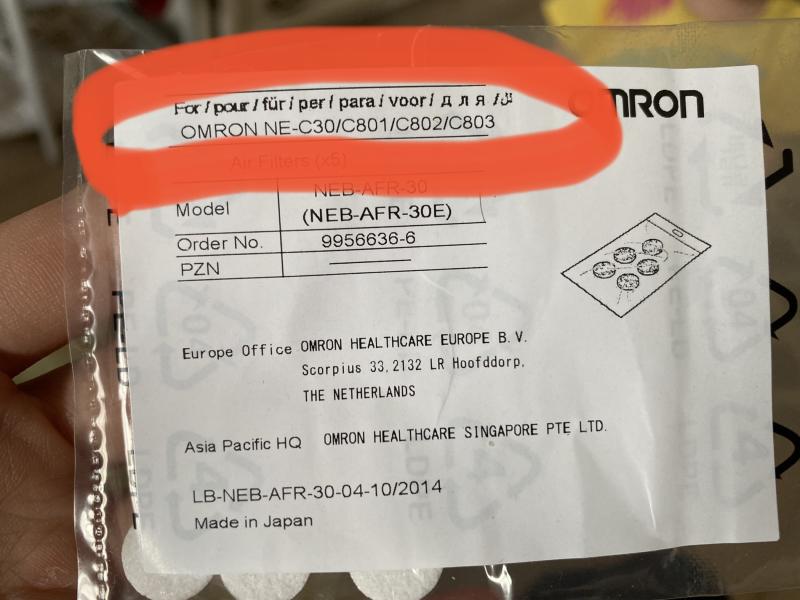 For / pour / für / per / para / voor / для / لـ
OMRON NE-C30/C801/C802/C803
OMRON
Air Filters (x5)
NEB-AFR-30
Model (NEB-AFR-30E)
Order No. 9956636-6
PZN
Europe Office OMRON HEALTHCARE EUROPE B.V.
Scorpius 33, 2132 LR Hoofddorp,
THE NETHERLANDS
Asia Pacific HQ OMRON HEALTHCARE SINGAPORE PTE LTD.
LB-NEB-AFR-30-04-10/2014
Made in Japan